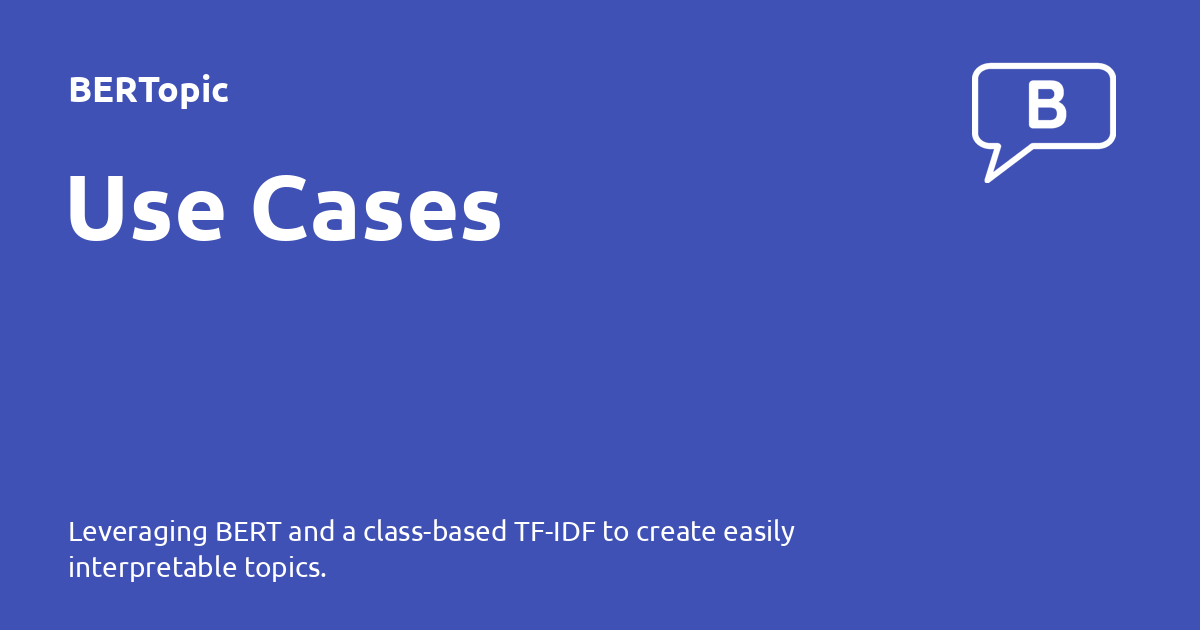 BERTopic
B
Use Cases
Leveraging BERT and a class-based TF-IDF to create easily
interpretable topics.